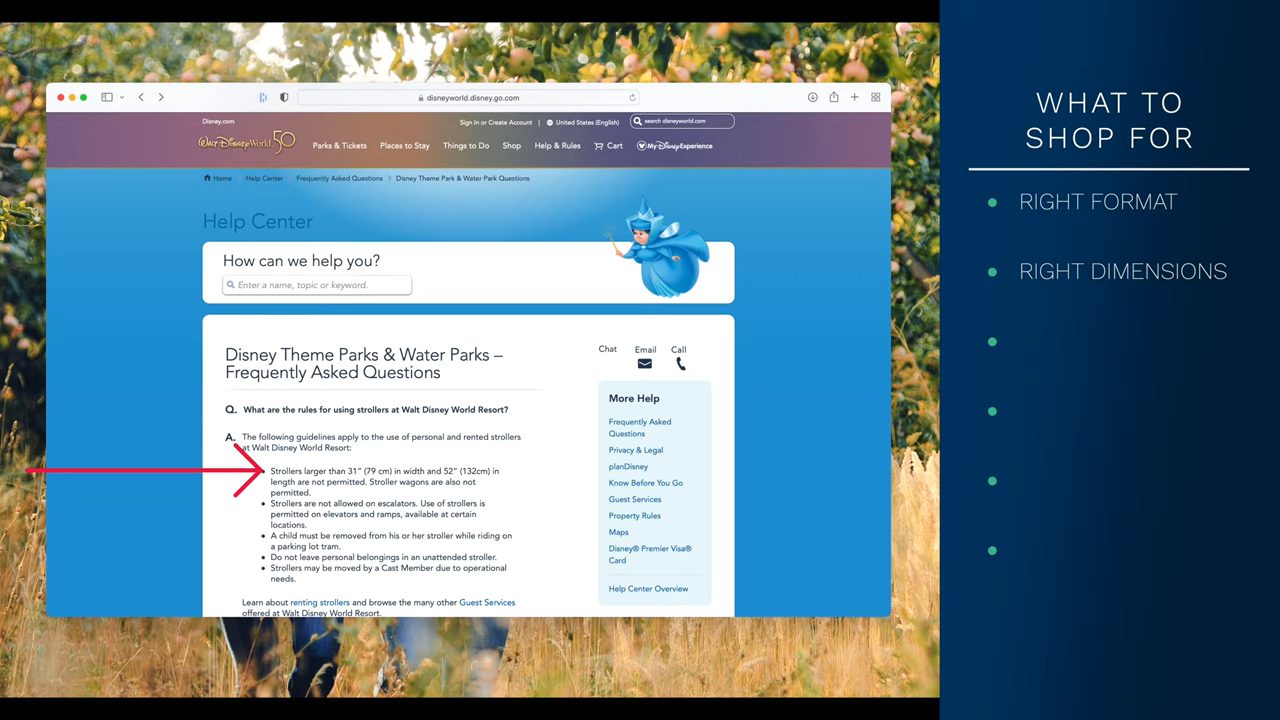 disneyworld.disney.go.com
Disney.com
Sign In or Create Account | United States (English)
search disneyworld.com
Walt Disney World 50
Parks & Tickets Places to Stay Things to Do Shop Help & Rules Cart My Disney Experience
Home Help Center Frequently Asked Questions > Disney Theme Park & Water Park Questions
Help Center
How can we help you?
Enter a name, topic or keyword.
Disney Theme Parks & Water Parks –
Frequently Asked Questions
Q. What are the rules for using strollers at Walt Disney World Resort?
A. The following guidelines apply to the use of personal and rented strollers
at Walt Disney World Resort:
• Strollers larger than 31" (79 cm) in width and 52" (132cm) in
length are not permitted. Stroller wagons are also not
permitted.
• Strollers are not allowed on escalators. Use of strollers is
permitted on elevators and ramps, available at certain
locations.
• A child must be removed from his or her stroller while riding on
a parking lot tram.
• Do not leave personal belongings in an unattended stroller.
• Strollers may be moved by a Cast Member due to operational
needs.
Learn about renting strollers and browse the many other Guest Services
offered at Walt Disney World Resort.
Chat Email Call
More Help
Frequently Asked
Questions
Privacy & Legal
planDisney
Know Before You Go
Guest Services
Property Rules
Maps
Disney® Premier Visa®
Card
Help Center Overview
WHAT TO
SHOP FOR
• RIGHT FORMAT
• RIGHT DIMENSIONS